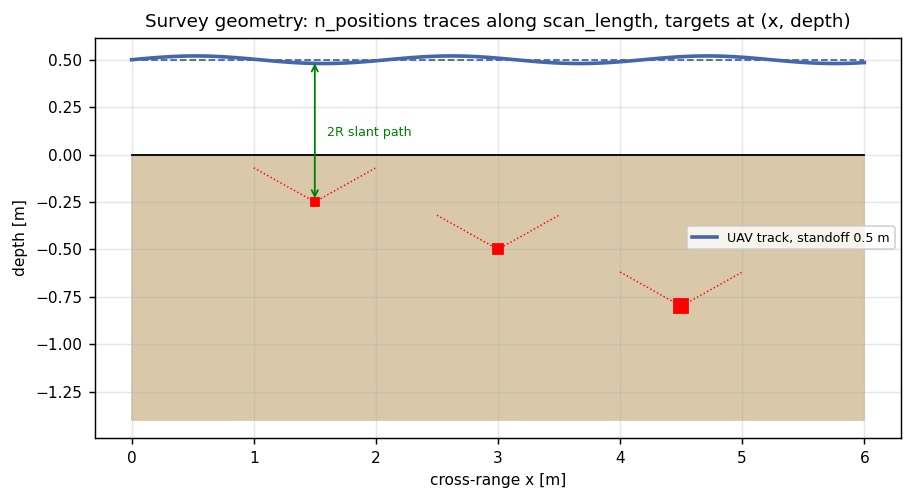 Survey geometry: n_positions traces along scan_length, targets at (x, depth)
0.50
0.25
0.00
−0.25
−0.50
−0.75
−1.00
−1.25
depth [m]
2R slant path
UAV track, standoff 0.5 m
0 1 2 3 4 5 6
cross-range x [m]